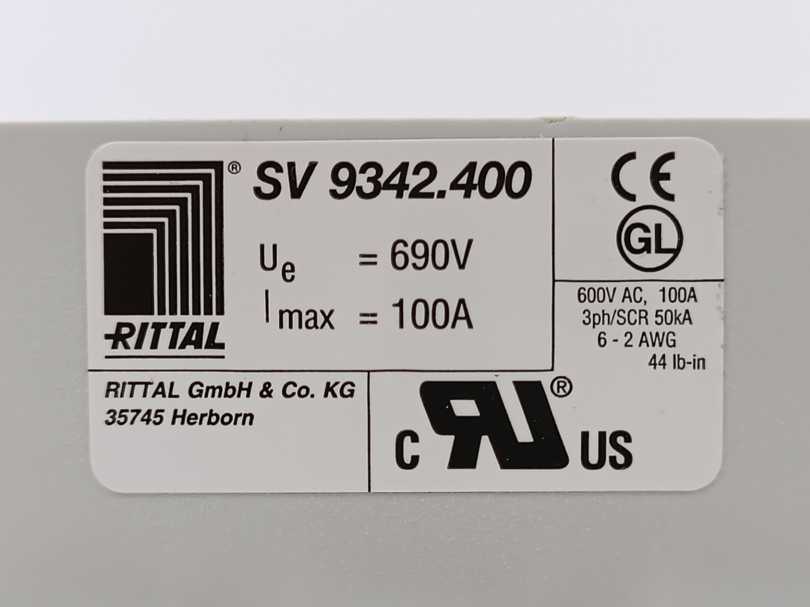 ® SV 9342.400
Ue = 690V
Imax = 100A
RITTAL
CE
GL
600V AC, 100A
3ph/SCR 50kA
6 - 2 AWG
44 lb-in
RITTAL GmbH & Co. KG
35745 Herborn
C RU® US